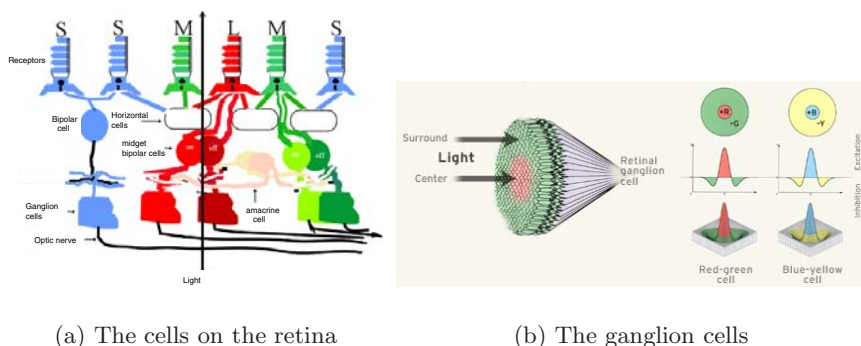 S S M L M S
Receptors
Bipolar
cell
Horizontal
cells
midget
bipolar cells
on off
on off
Ganglion
cells
amacrine
cell
Optic nerve
Light
(a) The cells on the retina
Surround
Light
Center
Retinal
ganglion
cell
+R
-G
+B
-Y
Excitation
Inhibition
Red-green
cell
Blue-yellow
cell
(b) The ganglion cells